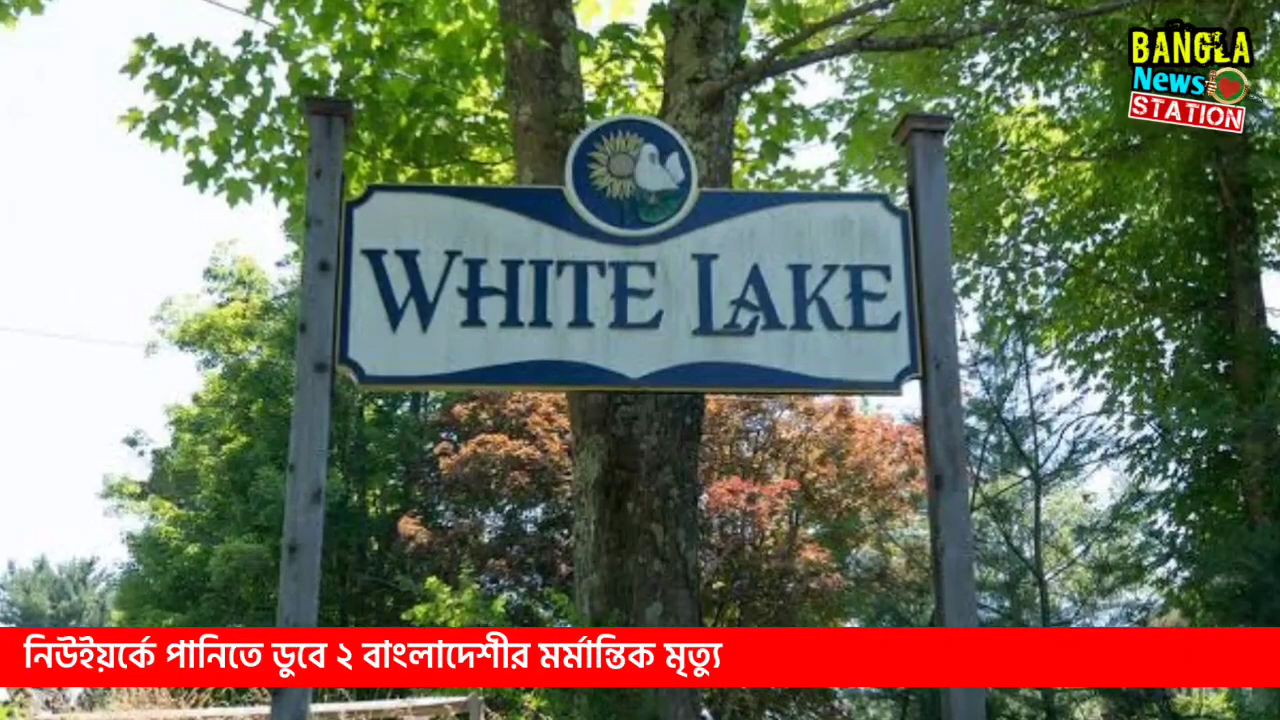 BANGLA
News
STATION
WHITE LAKE
নিউইয়র্কে পানিতে ডুবে ২ বাংলাদেশীর মর্মান্তিক মৃত্যু